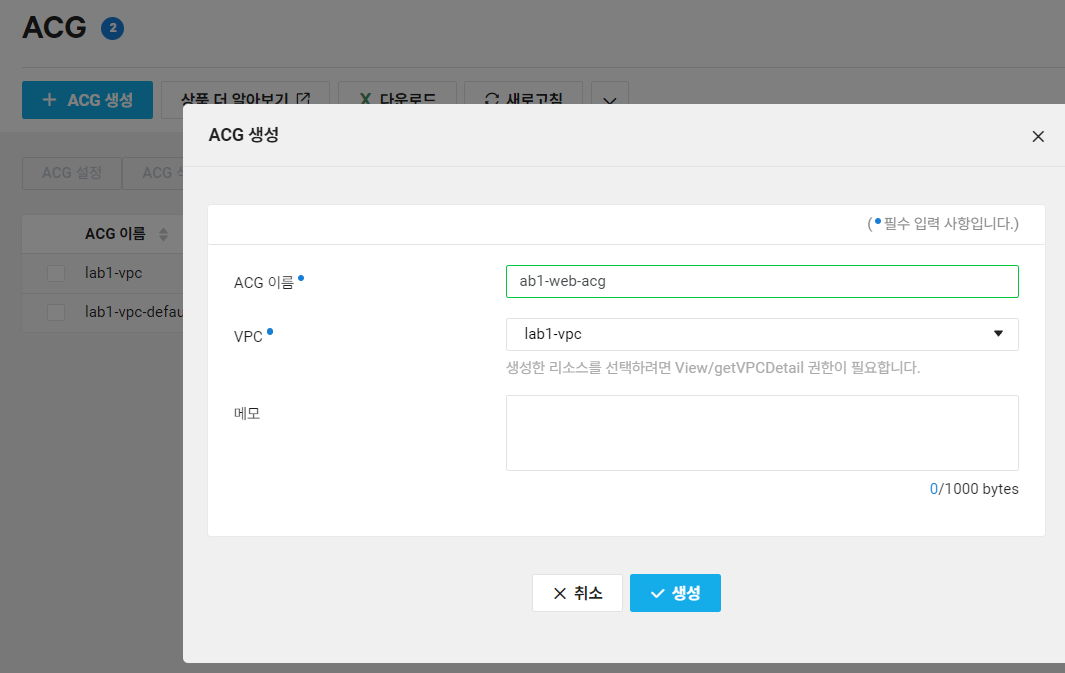 ACG 2
+ ACG 생성 상품 더 알아보기 다운로드 새로고침
ACG 생성
ACG 설정 ACG
(•필수 입력 사항입니다.)
ACG 이름
lab1-vpc
lab1-vpc-defau
ACG 이름• ab1-web-acg
VPC• lab1-vpc
생성한 리소스를 선택하려면 View/getVPCDetail 권한이 필요합니다.
메모
0/1000 bytes
취소 생성